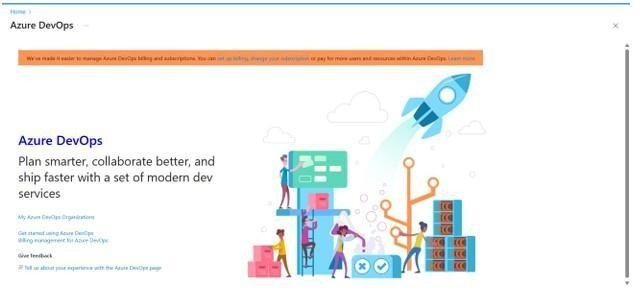 Home >
Azure DevOps ...
We've made it easier to manage Azure DevOps billing and subscriptions. You can set up billing, change your subscription or pay for more users and resources within Azure DevOps. Learn more
Azure DevOps
Plan smarter, collaborate better, and
ship faster with a set of modern dev
services
My Azure DevOps Organizations
Get started using Azure DevOps
Billing management for Azure DevOps
Give feedback
Tell us about your experience with the Azure DevOps page